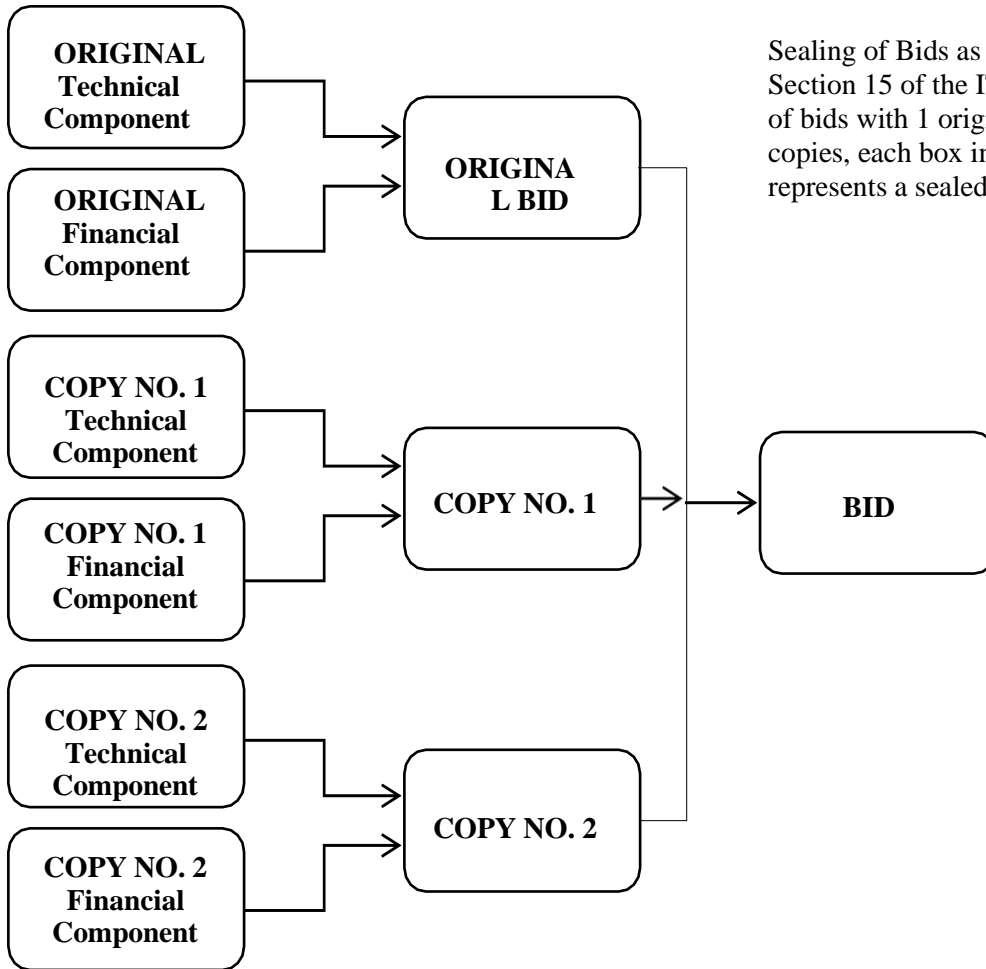 ORIGINAL
Technical
Component
ORIGINAL
Financial
Component
ORIGINA
L BID
Sealing of Bids as
Section 15 of the
of bids with 1
copies, each box
represents a sealed
COPY NO. 1
Technical
Component
COPY NO. 1
Financial
Component
COPY NO. 1
BID
COPY NO. 2
Technical
Component
COPY NO. 2
Financial
Component
COPY NO. 2